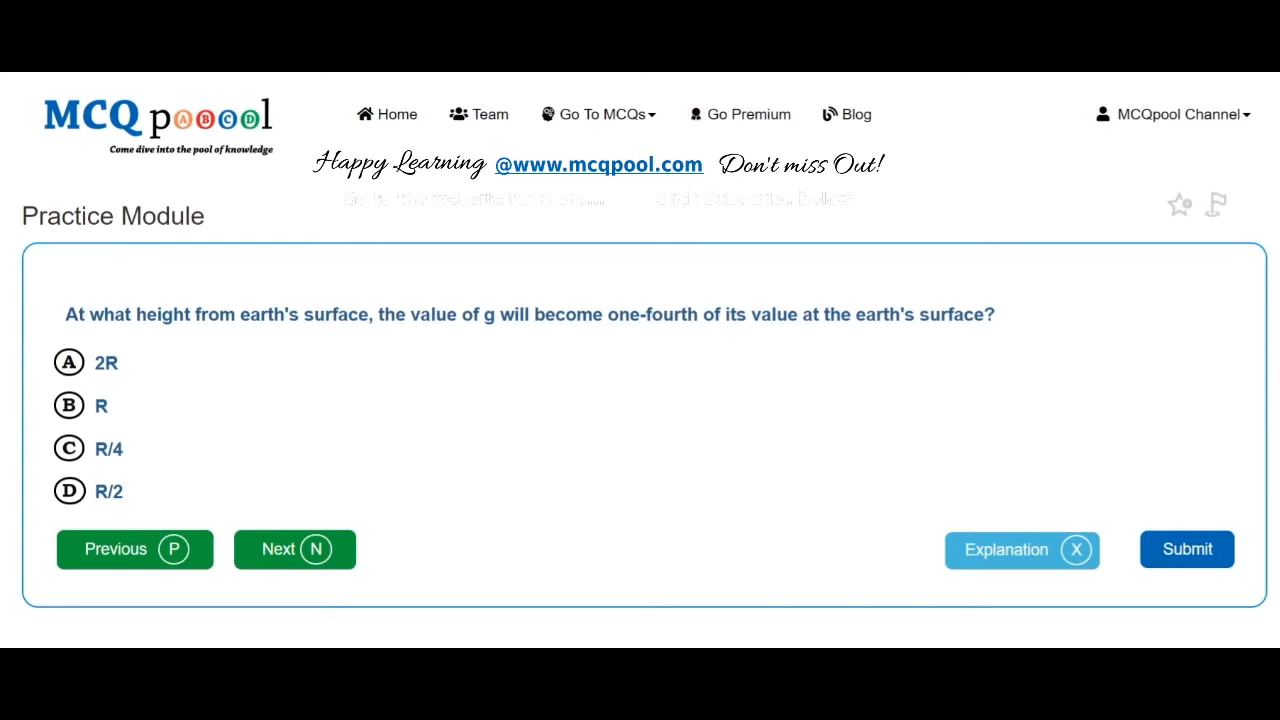 MCQ pooool
Come dive into the pool of knowledge
Home Team Go To MCQs Go Premium Blog MCQpool Channel
Happy Learning @www.mcqpool.com Don't miss Out!
Practice Module
At what height from earth's surface, the value of g will become one-fourth of its value at the earth's surface?
A 2R
B R
C R/4
D R/2
Previous P Next N Explanation X Submit